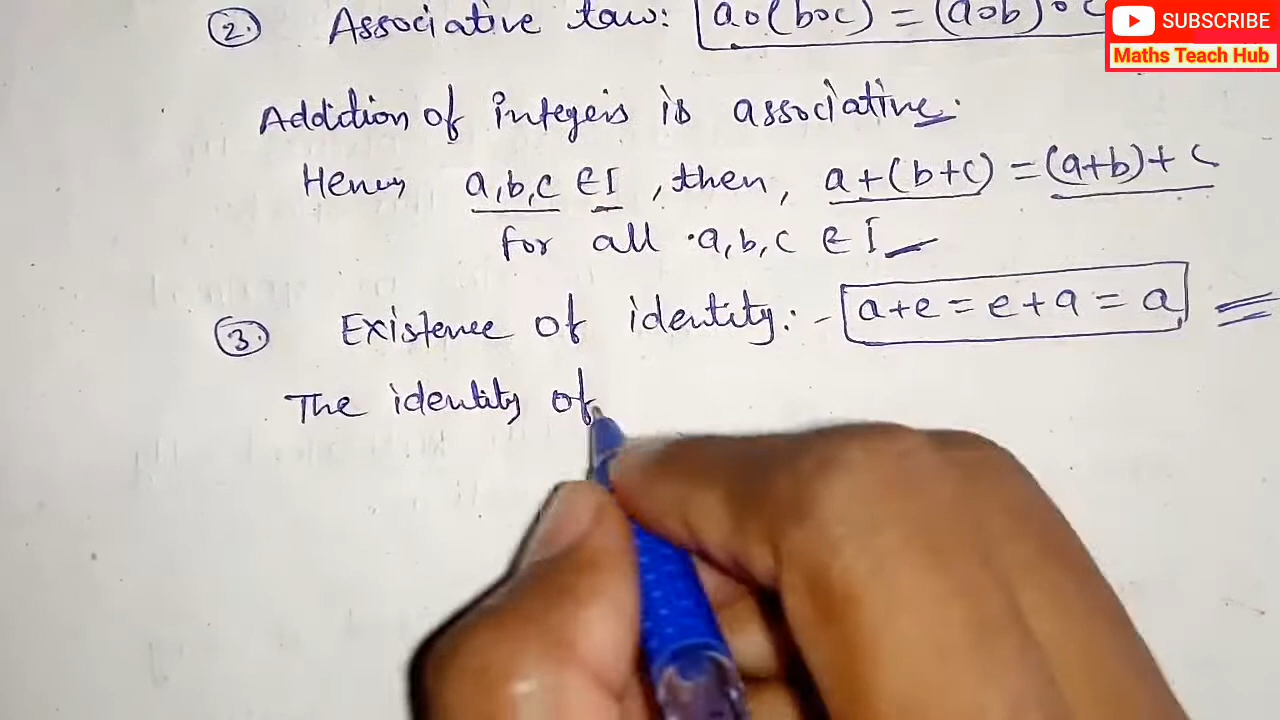 ② Associative law: a∘(b∘c) = (a∘b)∘c
SUBSCRIBE
Maths Teach Hub
Addition of integers is associative.
Hence a,b,c ∈ I, then, a+(b+c) = (a+b)+c
for all a,b,c ∈ I
③ Existence of identity:- a+e = e+a = a
The identity of